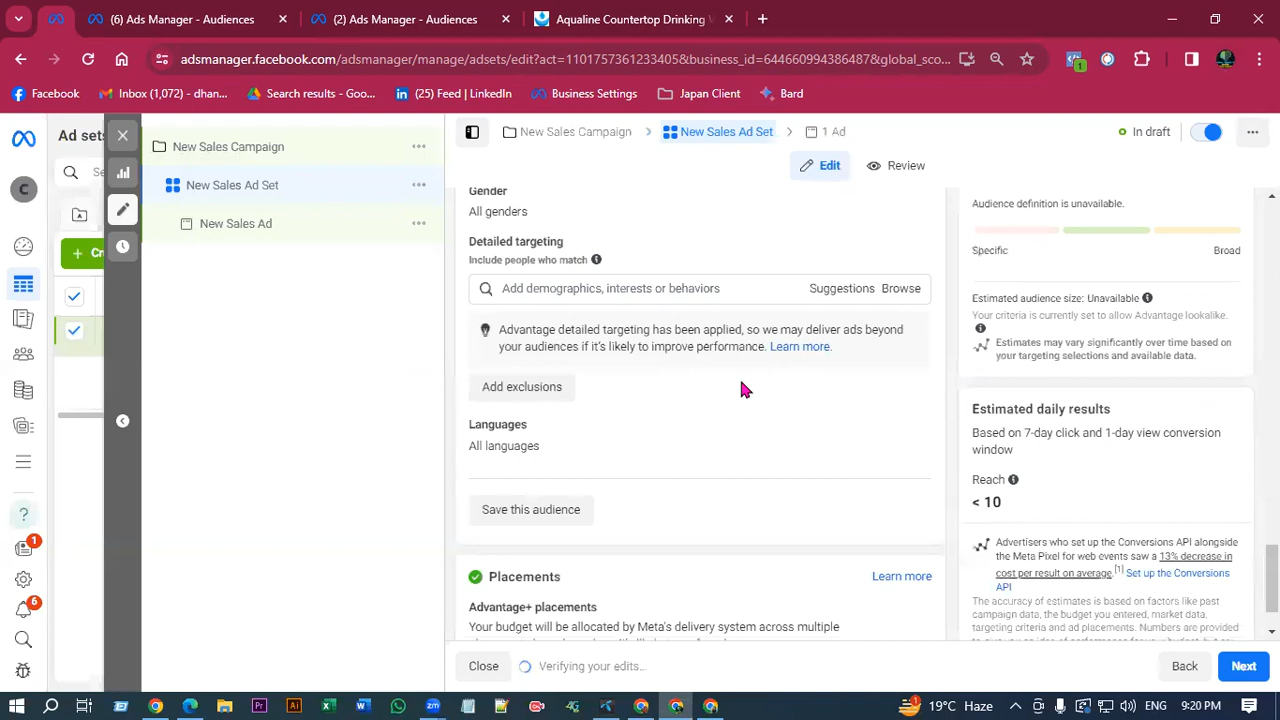 (6) Ads Manager - Audiences
(2) Ads Manager - Audiences
Aqualine Countertop Drinking
adsmanager.facebook.com/adsmanager/manage/adsets/edit?act=1101757361233405&business_id=644660994386487&global_sco...
1
Facebook
Inbox (1,072) - dhan...
Search results - Goo...
(25) Feed | LinkedIn
Business Settings
Japan Client
Bard
Ad sets
New Sales Campaign
New Sales Ad Set
New Sales Ad
New Sales Campaign
New Sales Ad Set
1 Ad
In draft
Edit
Review
Gender
All genders
Detailed targeting
Include people who match
Add demographics, interests or behaviors
Suggestions
Browse
Advantage detailed targeting has been applied, so we may deliver ads beyond
your audiences if it's likely to improve performance. Learn more.
Add exclusions
Languages
All languages
Save this audience
Placements
Learn more
Advantage+ placements
Your budget will be allocated by Meta's delivery system across multiple
Audience definition is unavailable.
Specific
Broad
Estimated audience size: Unavailable
Your criteria is currently set to allow Advantage lookalike.
Estimates may vary significantly over time based on
your targeting selections and available data.
Estimated daily results
Based on 7-day click and 1-day view conversion
window
Reach
< 10
Advertisers who set up the Conversions API alongside
the Meta Pixel for web events saw a 13% decrease in
cost per result on average.[1] Set up the Conversions
API
The accuracy of estimates is based on factors like past
campaign data, the budget you entered, market data,
targeting criteria and ad placements. Numbers are provided
Close
Verifying your edits...
Back
Next
1
6
19°C Haze
ENG
9:20 PM